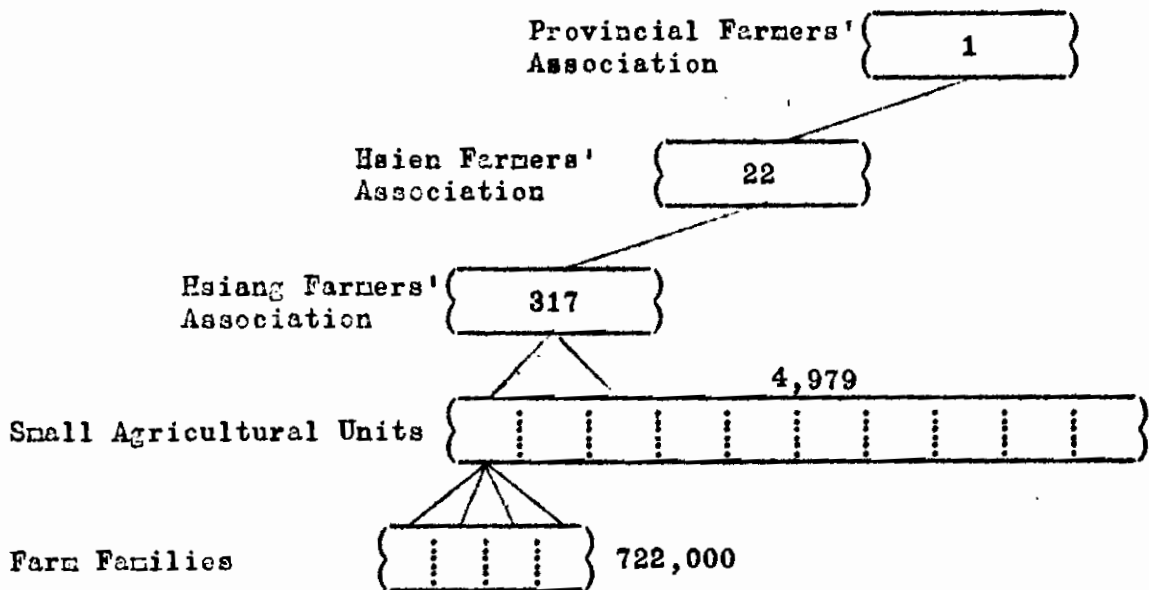 Provincial Farmers'
Association
1
Hsien Farmers'
Association
22
Hsiang Farmers'
Association
317
4,979
Small Agricultural Units
Farm Families
722,000